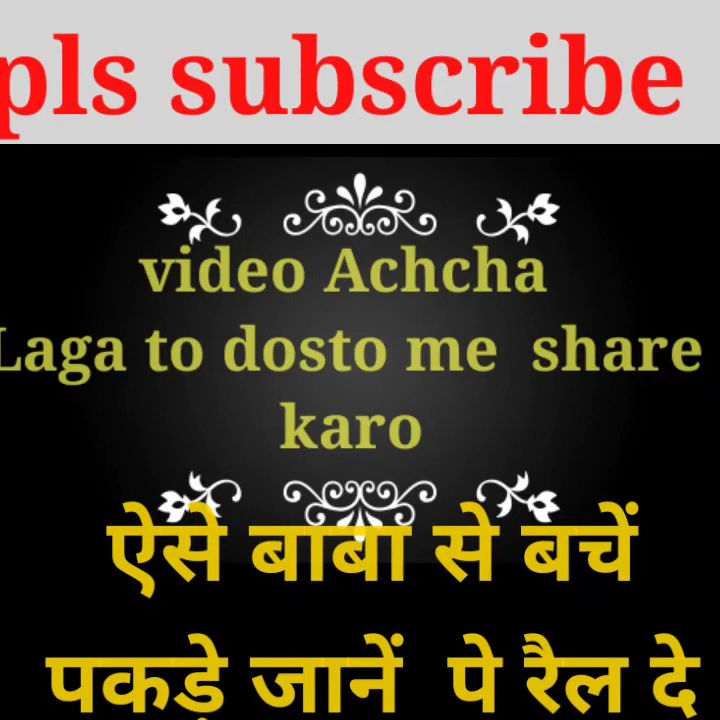 pls subscribe
video Achcha
Laga to dosto me share
karo
ऐसे बाबा से बचें
पकड़े जानें पे रैल दे